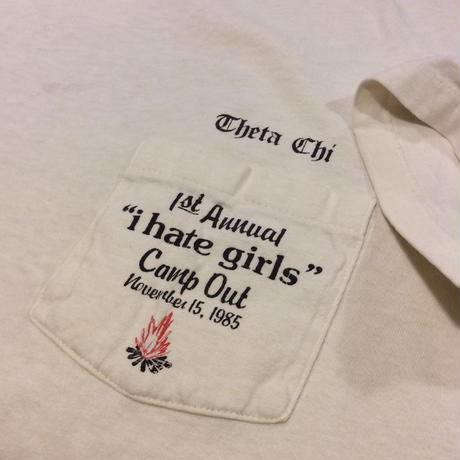 Theta Chi
1st Annual
"i hate girls"
Camp Out
November 15, 1985